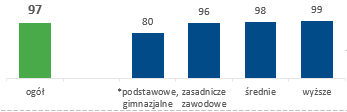 97
80
96
98
99
ogół
*podstawowe, zasadnicze średnie wyższe
gimnazjalne zawodowe